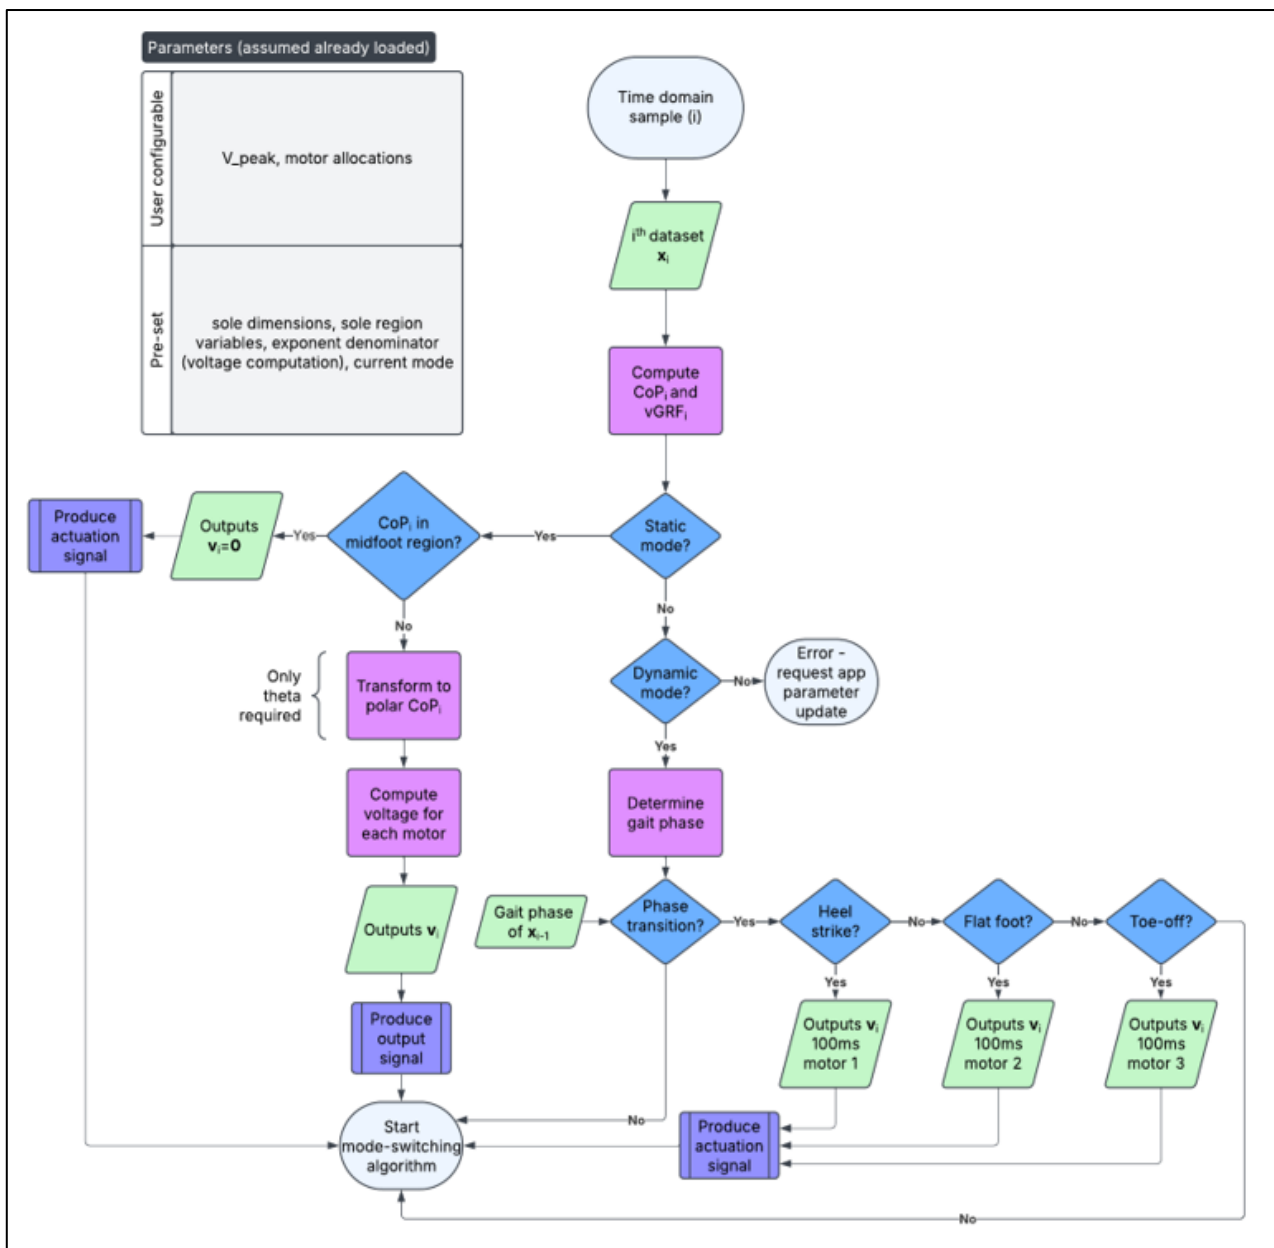 Parameters (assumed already loaded)
User configurable
V_peak, motor allocations
Pre-set
sole dimensions, sole region
variables, exponent denominator
(voltage computation), current mode
Time domain
sample (i)
iᵗʰ dataset
xᵢ
Compute
CoPᵢ and
vGRFᵢ
Static
mode?
Yes
CoPᵢ in
midfoot region?
Yes
Outputs
vᵢ=0
Produce
actuation
signal
No
No
Only
theta
required
Transform to
polar CoPᵢ
Dynamic
mode?
No
Error -
request app
parameter
update
Yes
Compute
voltage for
each motor
Determine
gait phase
Outputs vᵢ
Gait phase
of xᵢ₋₁
Phase
transition?
Yes
Heel
strike?
No
Flat foot?
No
Toe-off?
Yes
Yes
Yes
Produce
output
signal
Outputs vᵢ
100ms
motor 1
Outputs vᵢ
100ms
motor 2
Outputs vᵢ
100ms
motor 3
No
Start
mode-switching
algorithm
Produce
actuation
signal
No